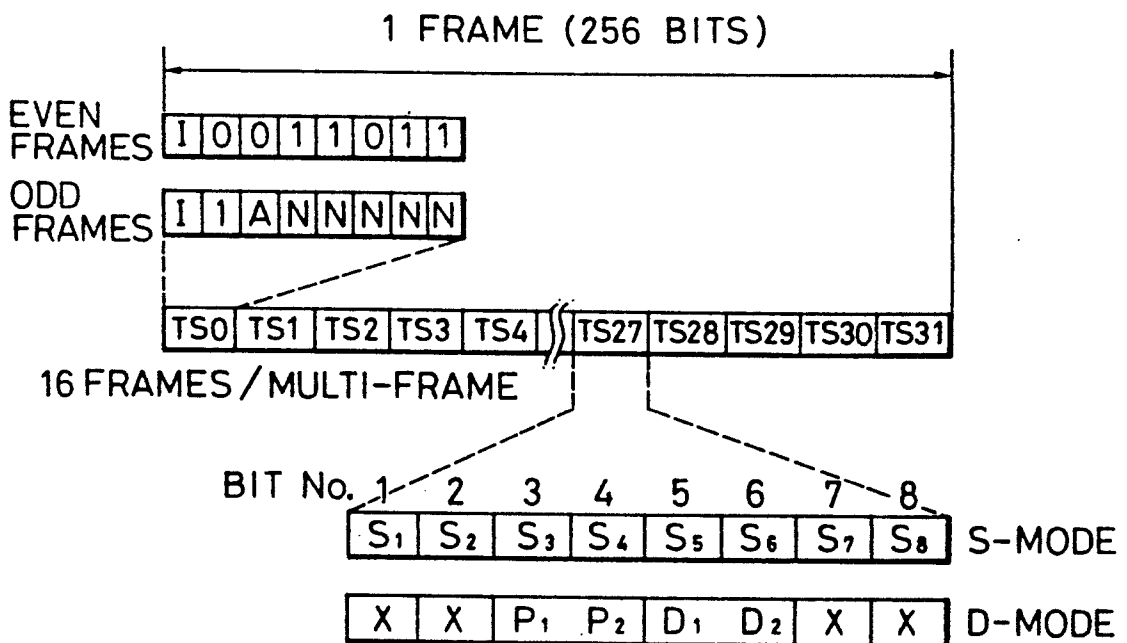 1 FRAME (256 BITS)
EVEN FRAMES I 0 0 1 1 0 1 1
ODD FRAMES I 1 A N N N N N
TS0 TS1 TS2 TS3 TS4 TS27 TS28 TS29 TS30 TS31
16 FRAMES / MULTI-FRAME
BIT No. 1 2 3 4 5 6 7 8
S₁ S₂ S₃ S₄ S₅ S₆ S₇ S₈ S-MODE
X X P₁ P₂ D₁ D₂ X X D-MODE